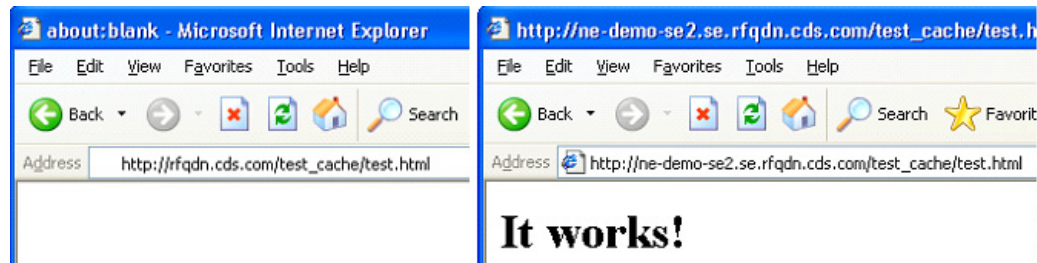 about:blank - Microsoft Internet Explorer
File Edit View Favorites Tools Help
Back Search
Address http://rfqdn.cds.com/test_cache/test.html
http://ne-demo-se2.se.rfqdn.cds.com/test_cache/test.h
File Edit View Favorites Tools Help
Back Search Favorit
Address http://ne-demo-se2.se.rfqdn.cds.com/test_cache/test.html
It works!